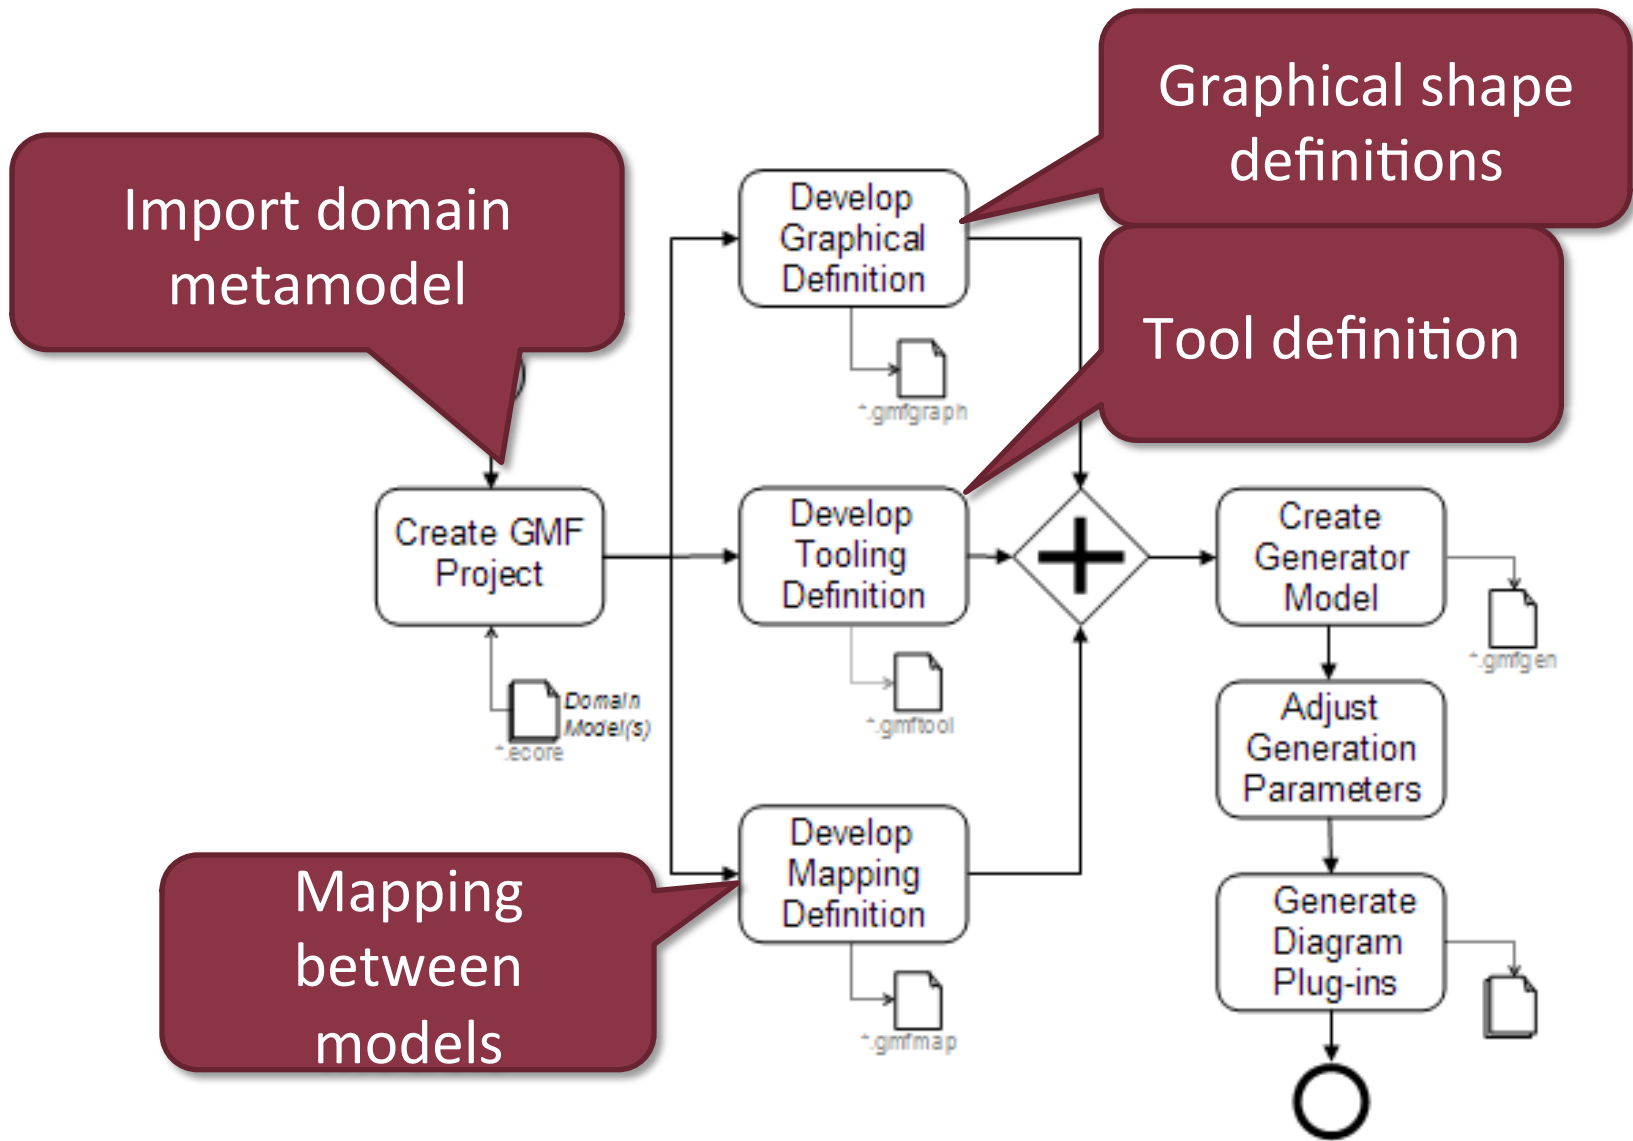 Graphical shape
definitions
Import domain
metamodel
Develop
Graphical
Definition
*.gmfgraph
Tool definition
Create GMF
Project
Domain
Model(s)
*.ecore
Develop
Tooling
Definition
*.gmftool
Create
Generator
Model
*.gmfgen
Adjust
Generation
Parameters
Mapping
between
models
Develop
Mapping
Definition
*.gmfmap
Generate
Diagram
Plug-ins